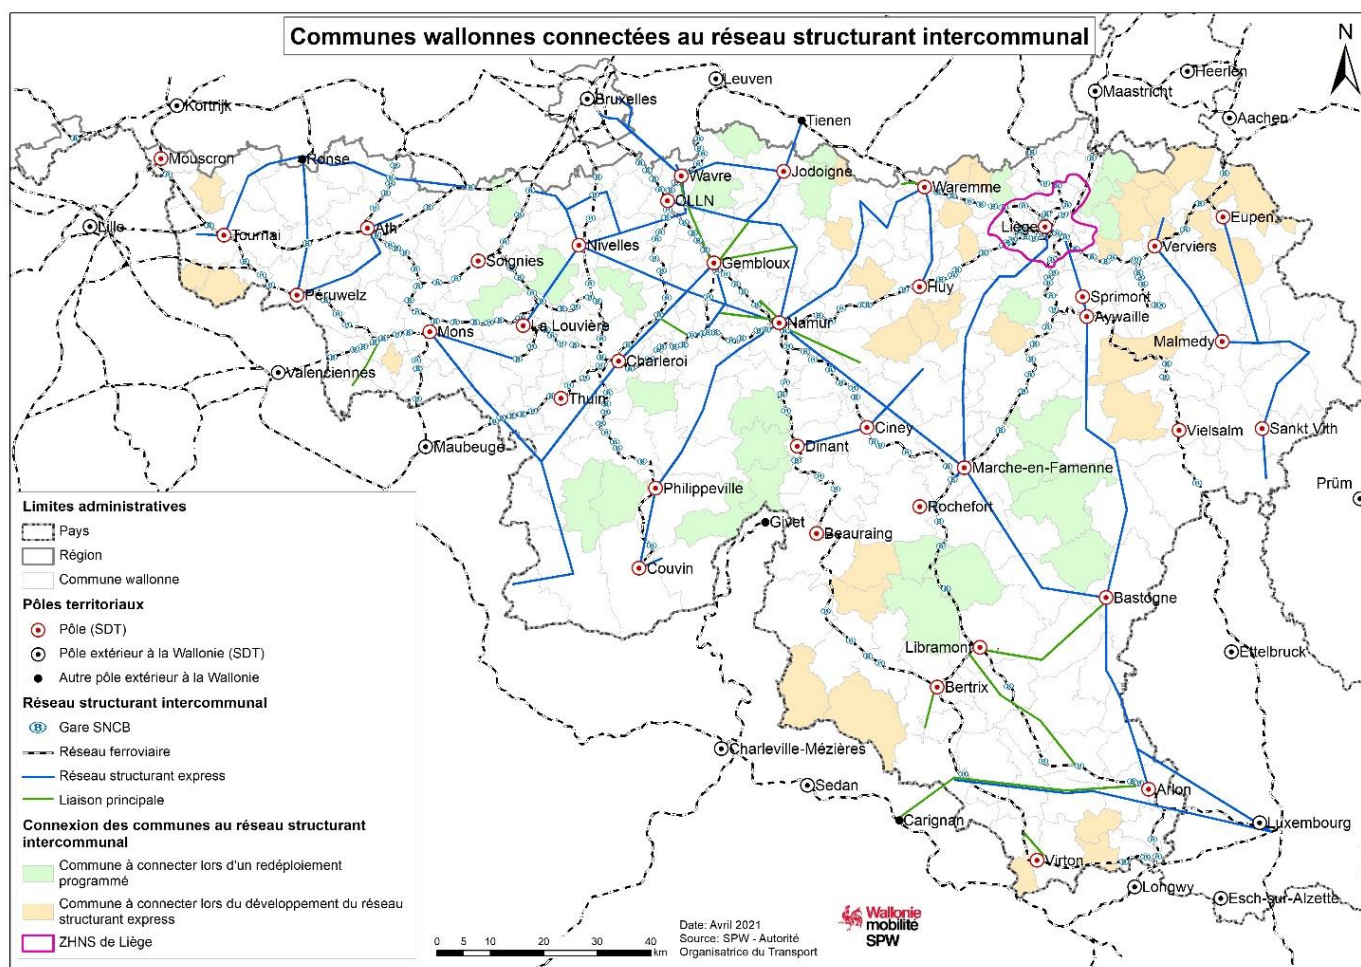 Communes wallonnes connectées au réseau structurant intercommunal
N
Heerlen
Leuven
Maastricht
Bruxelles
Kortrijk
Aachen
Tienen
Mouscron
Ronse
Wavre
Jodoigne
Waremme
OLLN
Eupen
Lille
Tournai
Ath
Liège
Nivelles
Verviers
Soignies
Gembloux
Huy
Sprimont
Péruwelz
Aywaille
Mons
La Louvière
Namur
Malmedy
Charleroi
Valenciennes
Thuin
Ciney
Vielsalm
Sankt Vith
Maubeuge
Dinant
Marche-en-Famenne
Prüm
Philippeville
Rochefort
Givet
Beauraing
Couvin
Bastogne
Libramont
Ettelbruck
Bertrix
Charleville-Mézières
Sedan
Arlon
Carignan
Luxembourg
Virton
Longwy
Esch-sur-Alzette
Limites administratives
Pays
Région
Commune wallonne
Pôles territoriaux
Pôle (SDT)
Pôle extérieur à la Wallonie (SDT)
Autre pôle extérieur à la Wallonie
Réseau structurant intercommunal
Gare SNCB
Réseau ferroviaire
Réseau structurant express
Liaison principale
Connexion des communes au réseau structurant
intercommunal
Commune à connecter lors d'un redéploiement
programmé
Commune à connecter lors du développement du réseau
structurant express
ZHNS de Liège
0 10 20 30 40
km
Date: Avril 2021
Source: SPW - Autorité
Organisatrice du Transport
Wallonie
mobilité
SPW